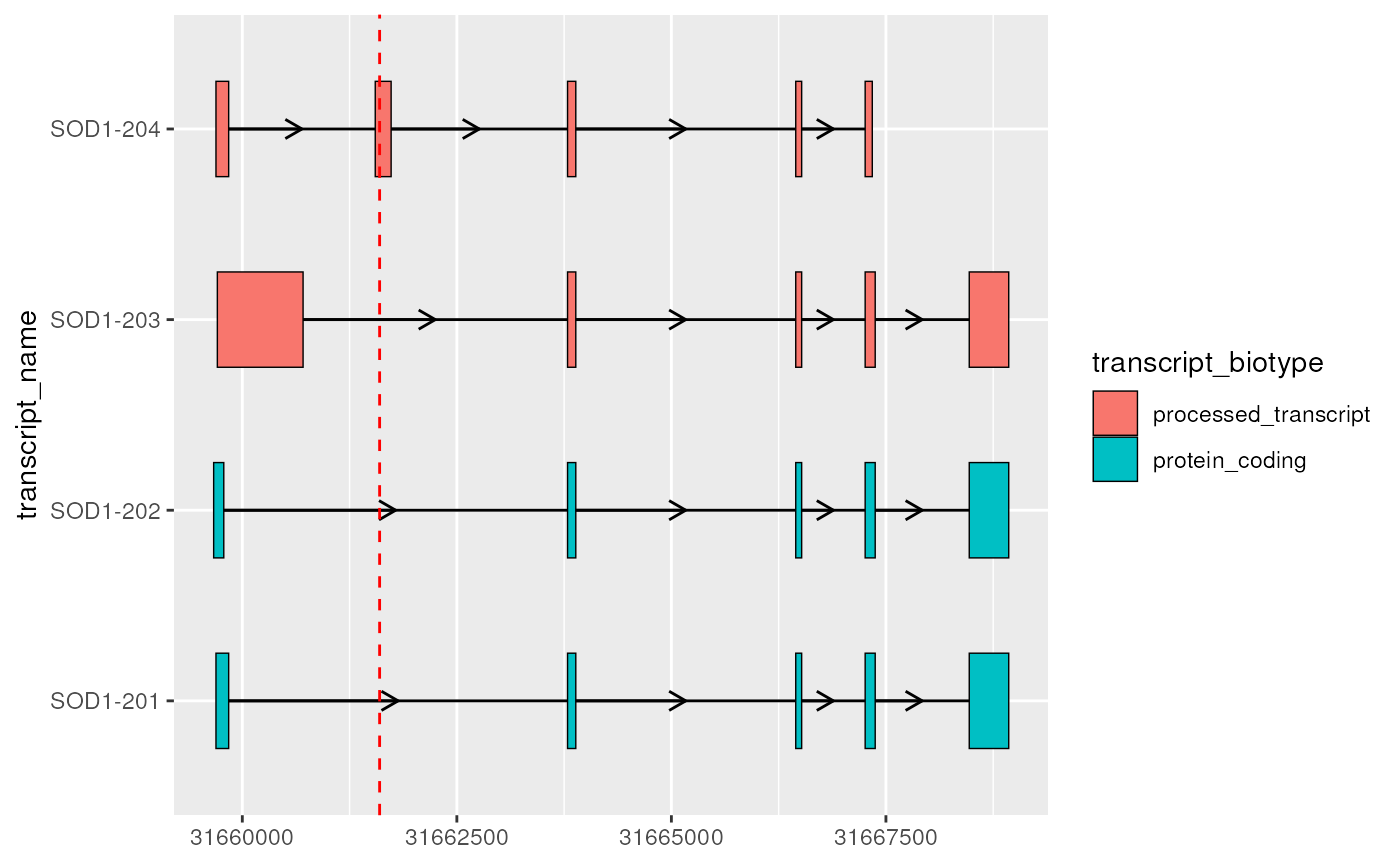 SOD1-204
SOD1-203
SOD1-202
SOD1-201
transcript_name
31660000 31662500 31665000 31667500
transcript_biotype
processed_transcript
protein_coding